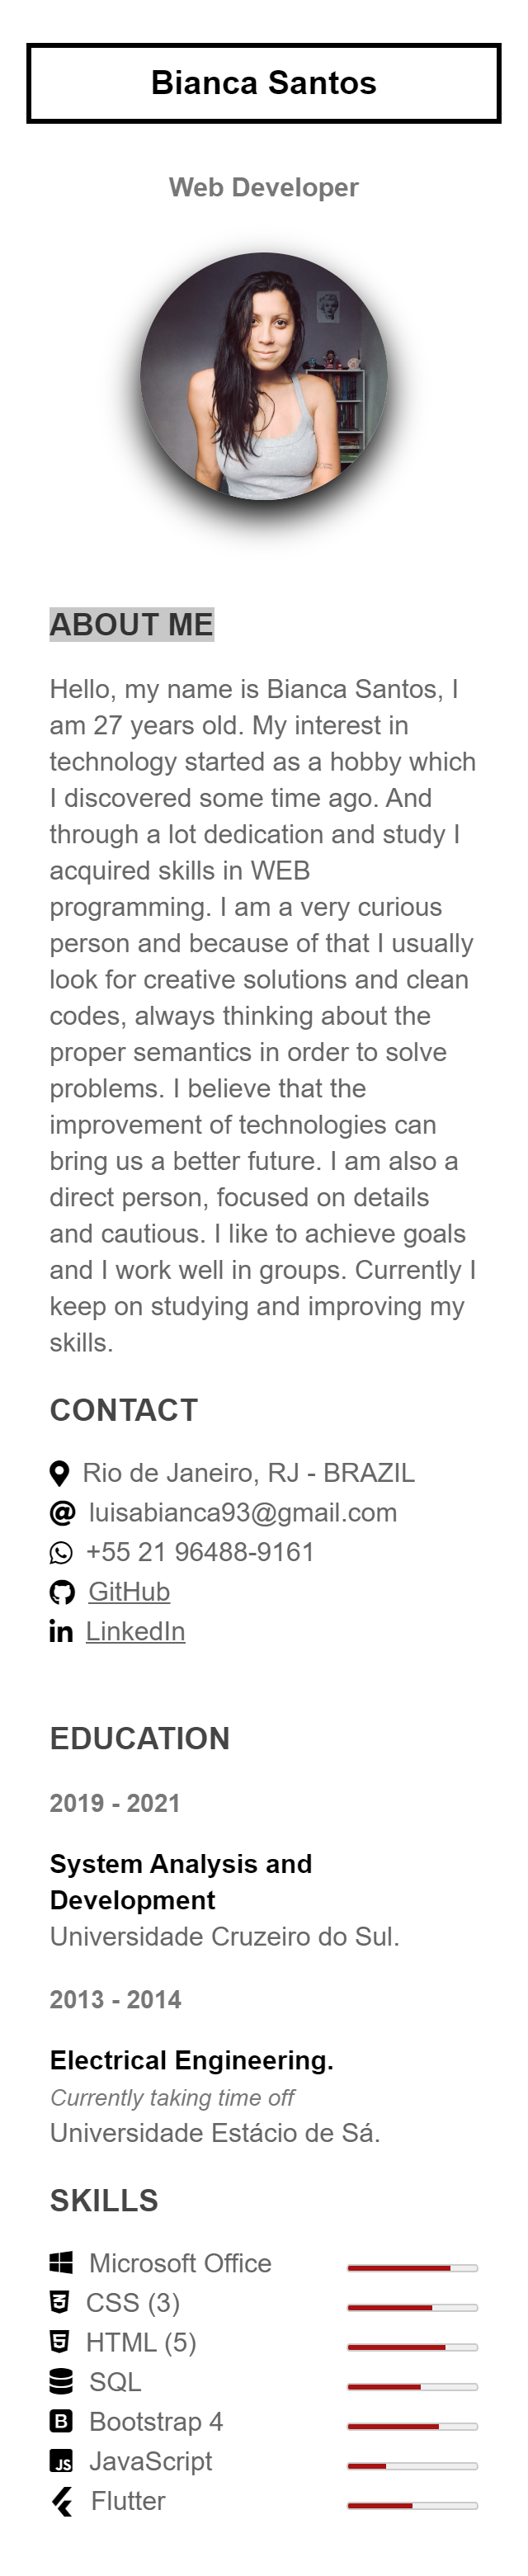 Bianca Santos
Web Developer
ABOUT ME
Hello, my name is Bianca Santos, I
am 27 years old. My interest in
technology started as a hobby which
I discovered some time ago. And
through a lot dedication and study I
acquired skills in WEB
programming. I am a very curious
person and because of that I usually
look for creative solutions and clean
codes, always thinking about the
proper semantics in order to solve
problems. I believe that the
improvement of technologies can
bring us a better future. I am also a
direct person, focused on details
and cautious. I like to achieve goals
and I work well in groups. Currently I
keep on studying and improving my
skills.
CONTACT
Rio de Janeiro, RJ - BRAZIL
luisabianca93@gmail.com
+55 21 96488-9161
GitHub
LinkedIn
EDUCATION
2019 - 2021
System Analysis and
Development
Universidade Cruzeiro do Sul.
2013 - 2014
Electrical Engineering.
Currently taking time off
Universidade Estácio de Sá.
SKILLS
Microsoft Office
CSS (3)
HTML (5)
SQL
Bootstrap 4
JavaScript
Flutter